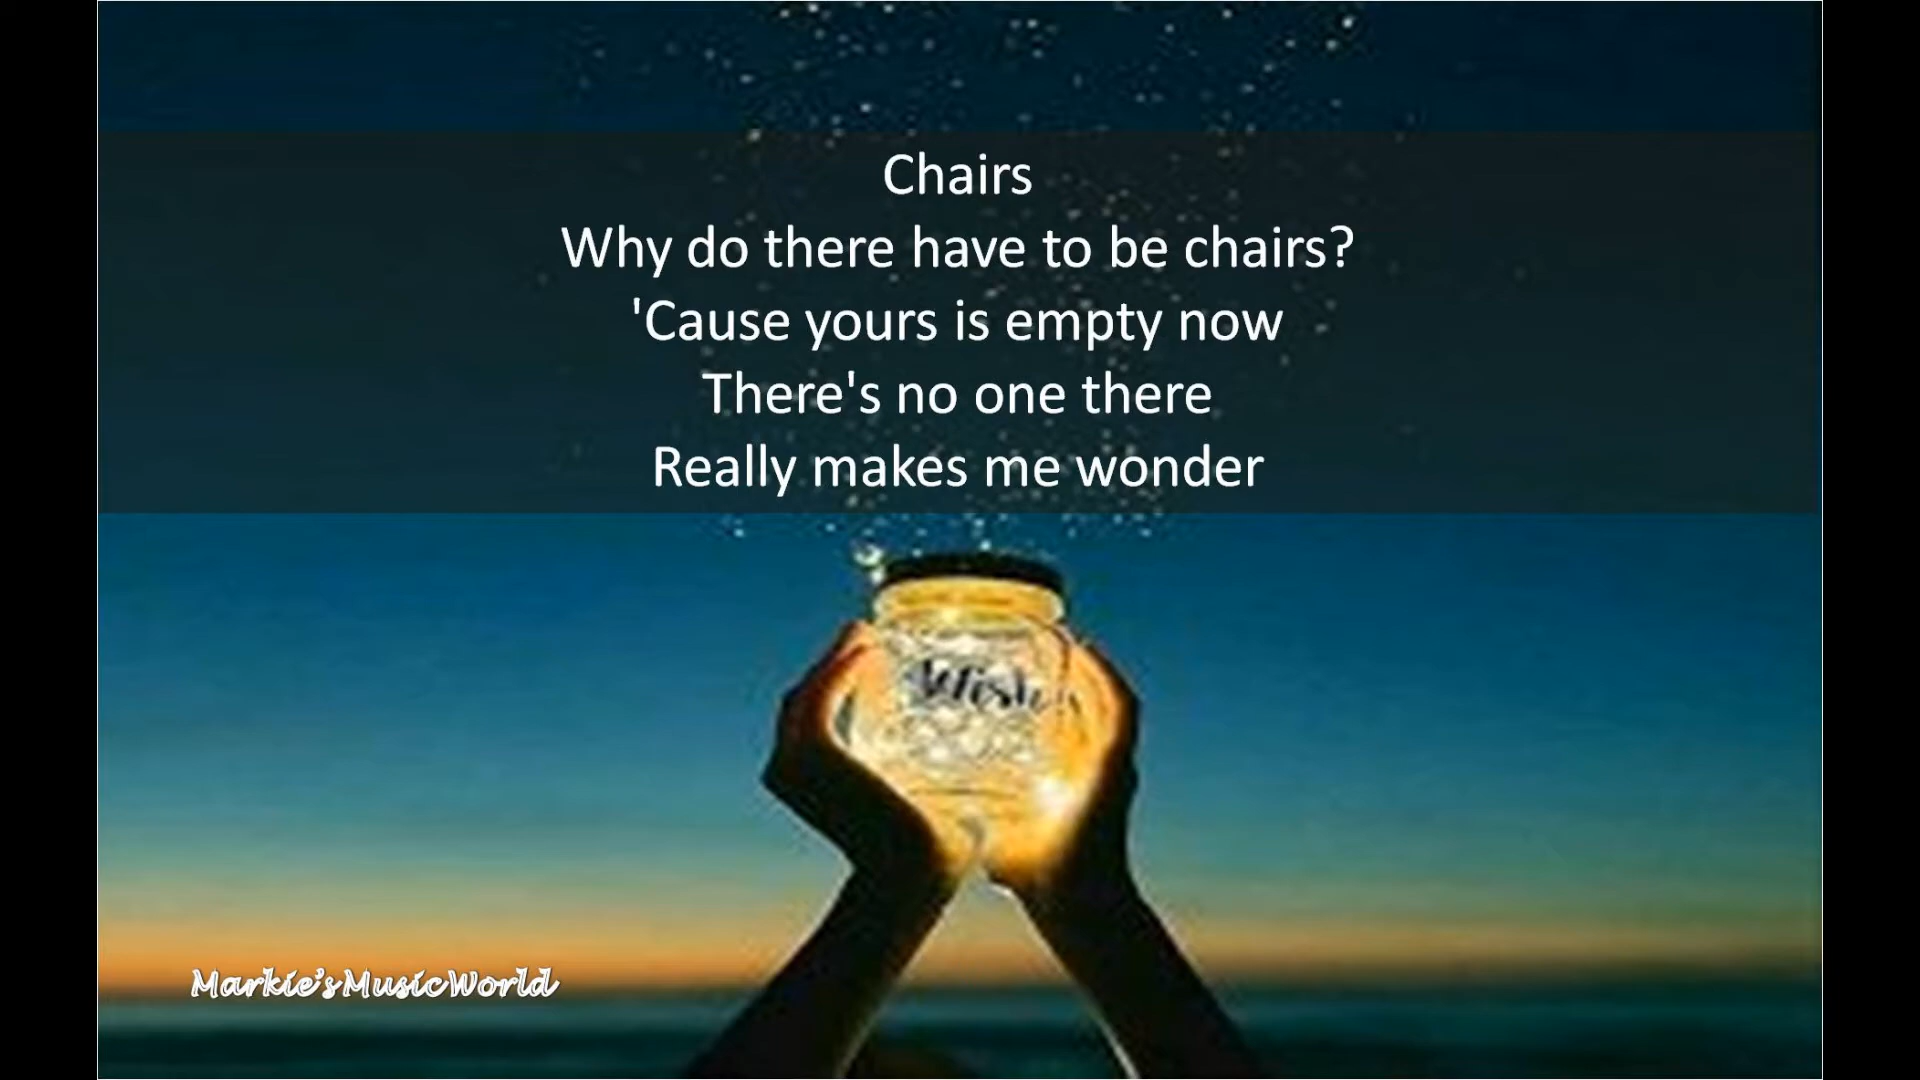 Chairs
Why do there have to be chairs?
'Cause yours is empty now
There's no one there
Really makes me wonder
Wish
Markie'sMusicWorld